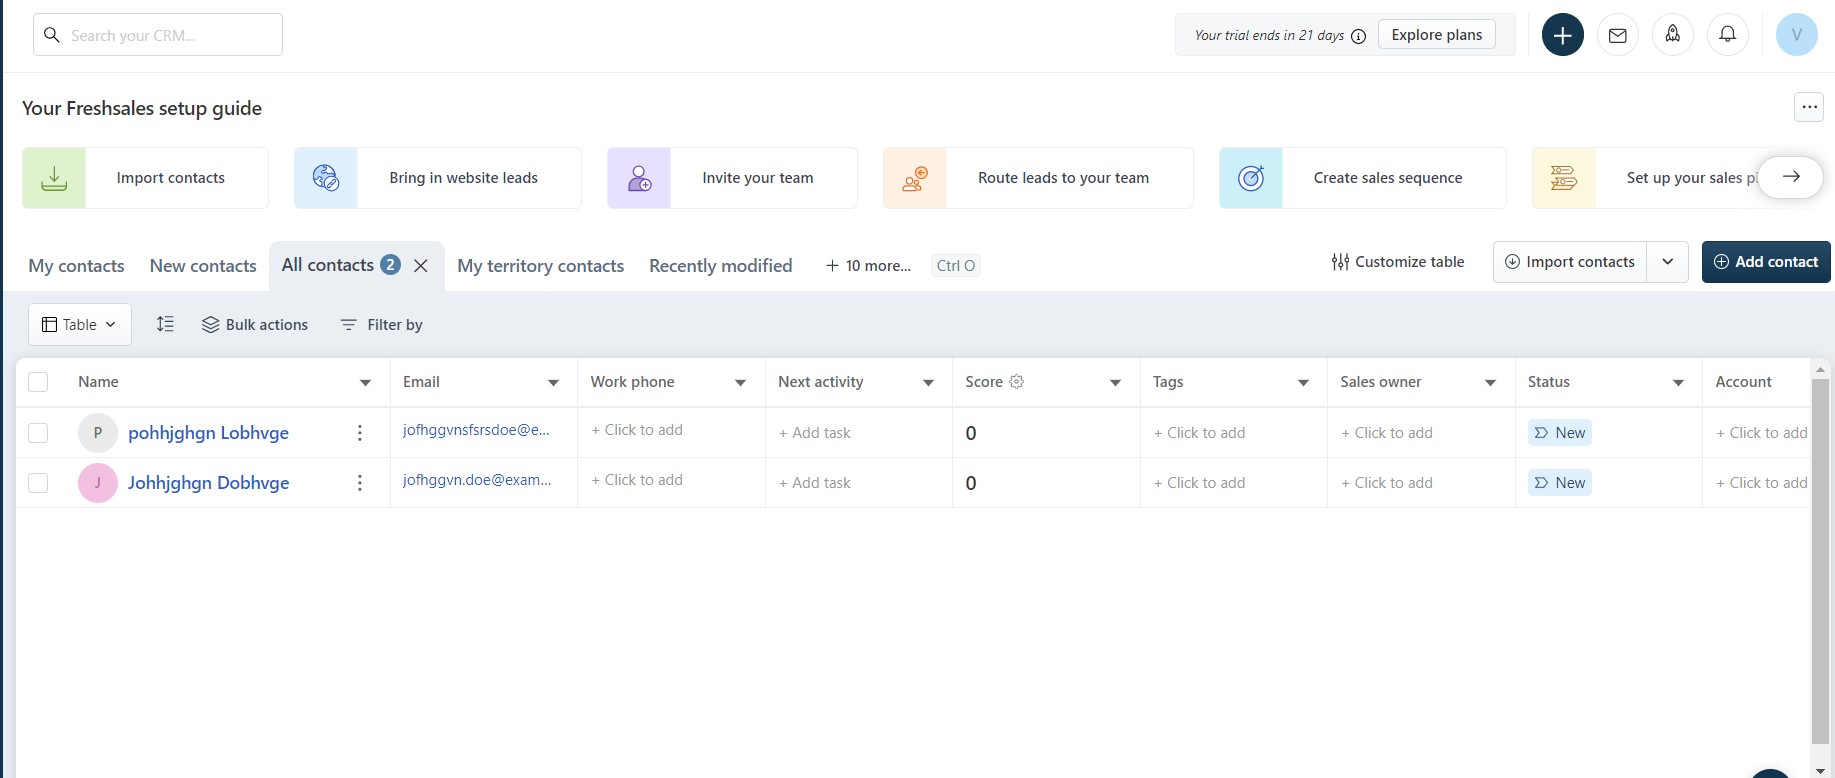 Search your CRM...
Your trial ends in 21 days
Explore plans
V
Your Freshsales setup guide
Import contacts
Bring in website leads
Invite your team
Route leads to your team
Create sales sequence
Set up your sales
My contacts
New contacts
All contacts 2
My territory contacts
Recently modified
+ 10 more...
Ctrl O
Customize table
Import contacts
Add contact
Table
Bulk actions
Filter by
Name Email Work phone Next activity Score Tags Sales owner Status Account
P pohhjghgn Lobhvge jofhggvnsfsrsdoe@e... + Click to add + Add task 0 + Click to add + Click to add New + Click to add
J Johhjghgn Dobhvge jofhggvn.doe@exam... + Click to add + Add task 0 + Click to add + Click to add New + Click to add